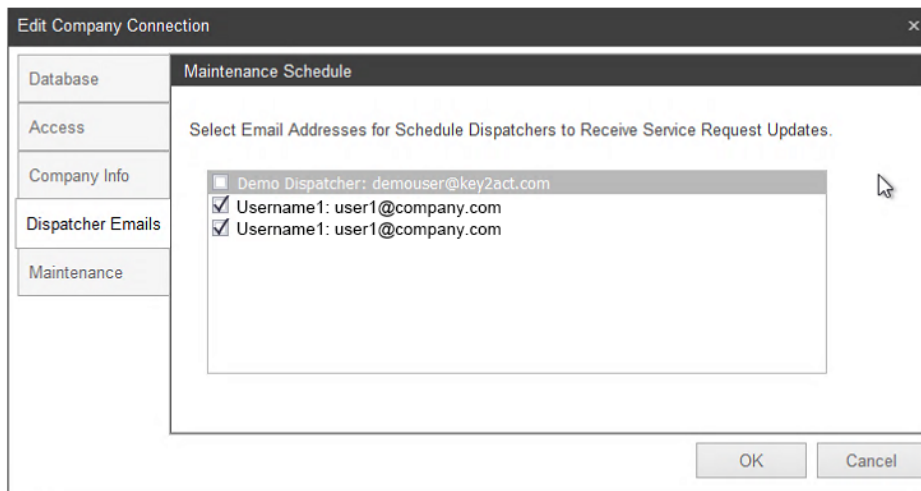 Edit Company Connection
Database
Access
Company Info
Dispatcher Emails
Maintenance
Maintenance Schedule
Select Email Addresses for Schedule Dispatchers to Receive Service Request Updates.
Demo Dispatcher: demouser@key2act.com
Username1: user1@company.com
Username1: user1@company.com
OK
Cancel